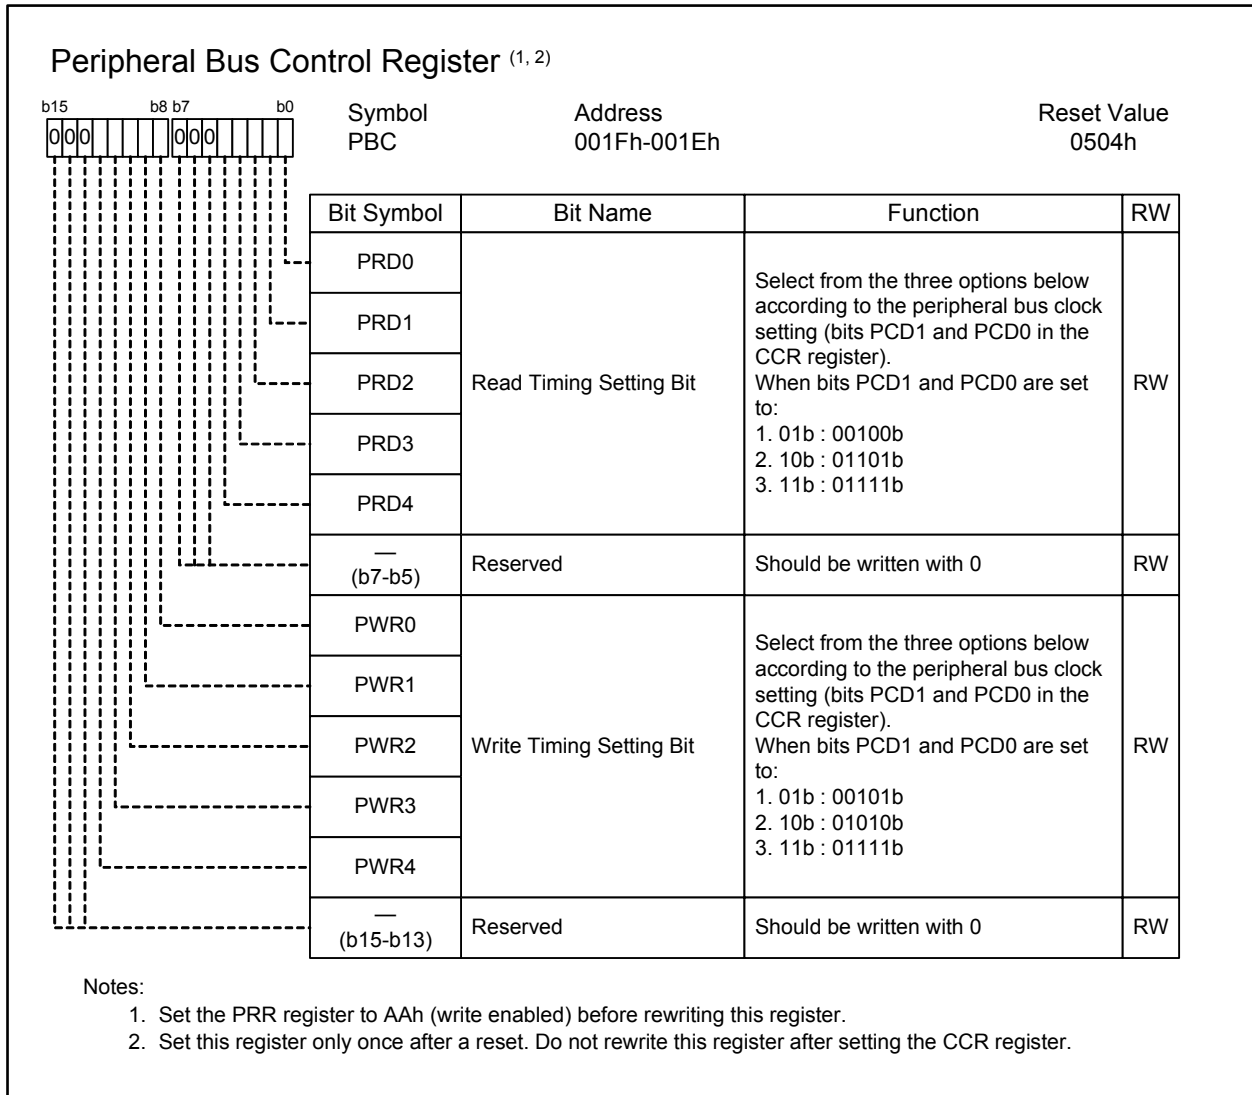 Peripheral Bus Control Register (1, 2)
b15 b8 b7 b0
000 000
Symbol Address Reset Value
PBC 001Fh-001Eh 0504h
Bit Symbol Bit Name Function RW
PRD0
PRD1
PRD2
PRD3
PRD4
Read Timing Setting Bit
Select from the three options below
according to the peripheral bus clock
setting (bits PCD1 and PCD0 in the
CCR register).
When bits PCD1 and PCD0 are set
to:
1. 01b : 00100b
2. 10b : 01101b
3. 11b : 01111b
RW
—
(b7-b5)
Reserved
Should be written with 0
RW
PWR0
PWR1
PWR2
PWR3
PWR4
Write Timing Setting Bit
Select from the three options below
according to the peripheral bus clock
setting (bits PCD1 and PCD0 in the
CCR register).
When bits PCD1 and PCD0 are set
to:
1. 01b : 00101b
2. 10b : 01010b
3. 11b : 01111b
RW
—
(b15-b13)
Reserved
Should be written with 0
RW
Notes:
1. Set the PRR register to AAh (write enabled) before rewriting this register.
2. Set this register only once after a reset. Do not rewrite this register after setting the CCR register.